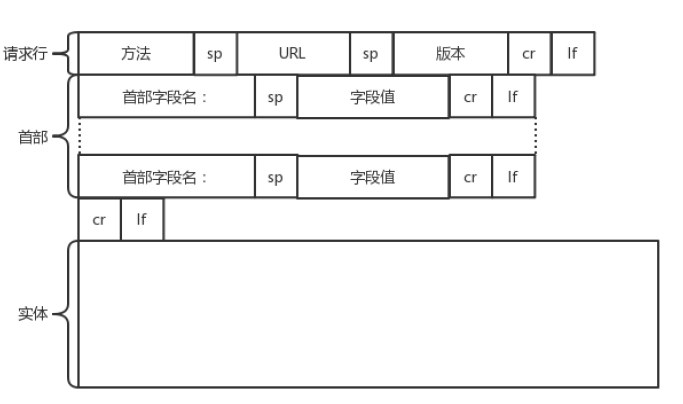 请求行 方法 sp URL sp 版本 cr lf
首部字段名： sp 字段值 cr lf
首部
首部字段名： sp 字段值 cr lf
cr lf
实体